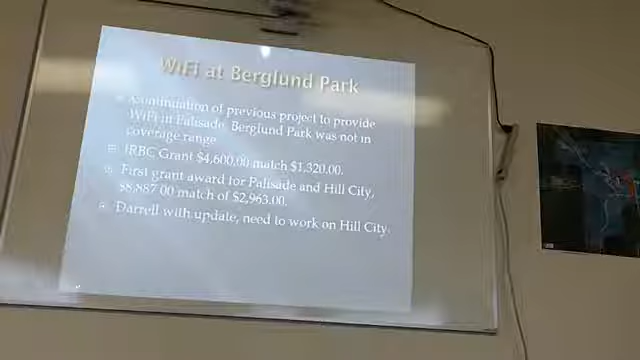 WiFi at Berglund Park
Continuation of previous project to provide
WiFi in Palisade. Berglund Park was not in
coverage range.
IRBC Grant $4,600.00 match $1,320.00.
First grant award for Palisade and Hill City,
$8,887.00 match of $2,963.00.
Darrell with update, need to work on Hill City.